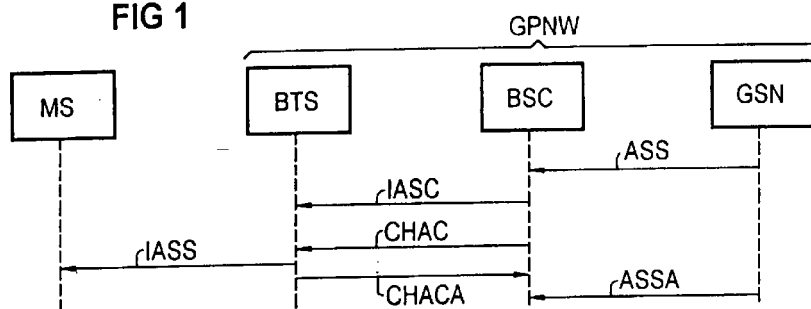 FIG 1
GPNW
MS
BTS
BSC
GSN
ASS
IASC
CHAC
IASS
CHACA
ASSA